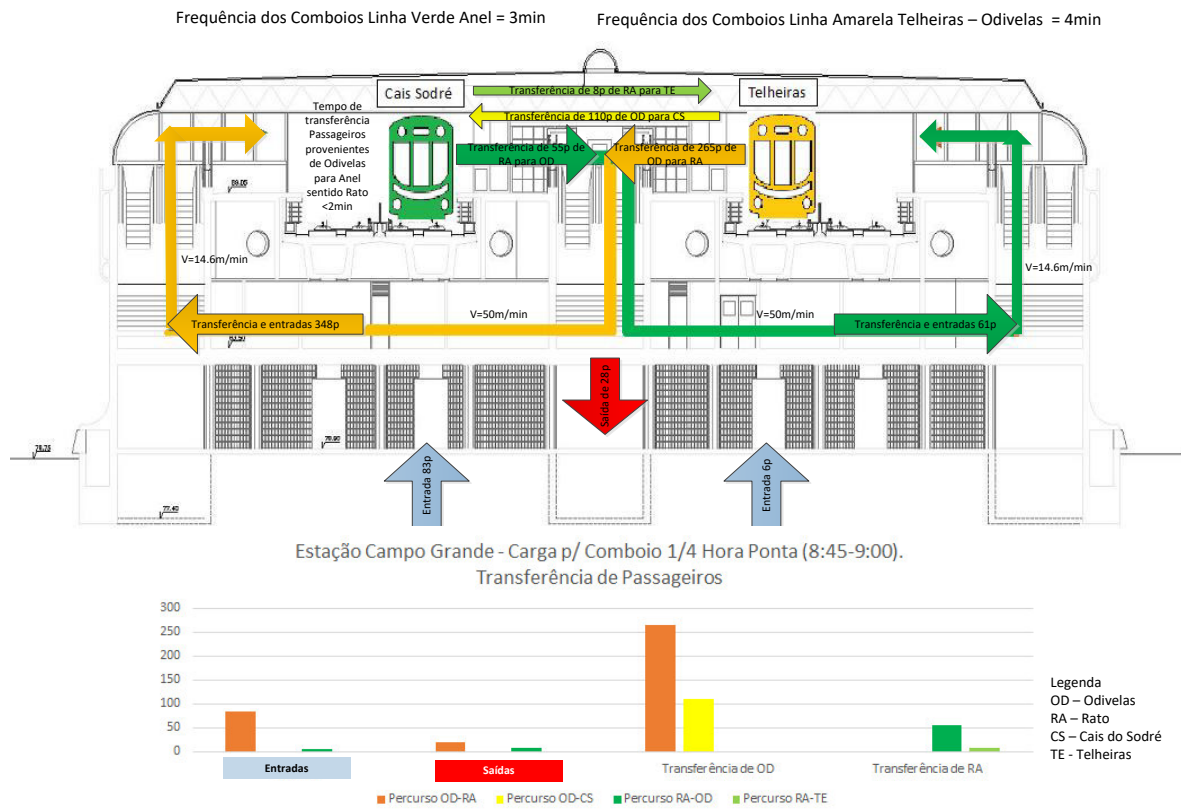 Frequência dos Comboios Linha Verde Anel = 3min
Frequência dos Comboios Linha Amarela Telheiras – Odivelas = 4min
Cais Sodré
Transferência de 8p de RA para TE
Telheiras
Tempo de
transferência
Passageiros
provenientes
de Odivelas
para Anel
sentido Rato
<2min
Transferência de 110p de OD para CS
Transferência de 55p de
RA para OD
Transferência de 265p de
OD para RA
V=14.6m/min
V=14.6m/min
V=50m/min
V=50m/min
Transferência e entradas 348p
Transferência e entradas 61p
Saída de 28p
78.75
77.40
Entrada 83p
Entrada 6p
Estação Campo Grande - Carga p/ Comboio 1/4 Hora Ponta (8:45-9:00).
Transferência de Passageiros
300
250
200
150
100
50
0
Entradas
Saídas
Transferência de OD
Transferência de RA
Percurso OD-RA
Percurso OD-CS
Percurso RA-OD
Percurso RA-TE
Legenda
OD – Odivelas
RA – Rato
CS – Cais do Sodré
TE - Telheiras